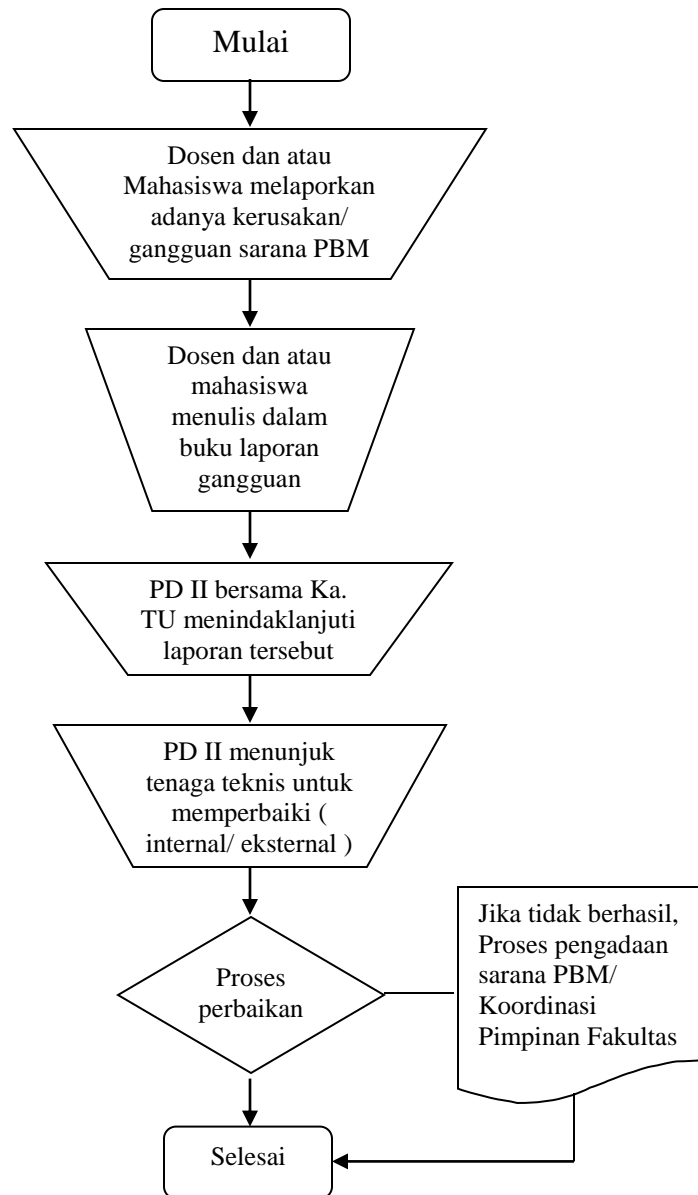 Mulai
Dosen dan atau
Mahasiswa melaporkan
adanya kerusakan/
gangguan sarana PBM
Dosen dan atau
mahasiswa
menulis dalam
buku laporan
gangguan
PD II bersama Ka.
TU menindaklanjuti
laporan tersebut
PD II menunjuk
tenaga teknis untuk
memperbaiki (
internal/ eksternal )
Proses
perbaikan
Jika tidak berhasil,
Proses pengadaan
sarana PBM/
Koordinasi
Pimpinan Fakultas
Selesai